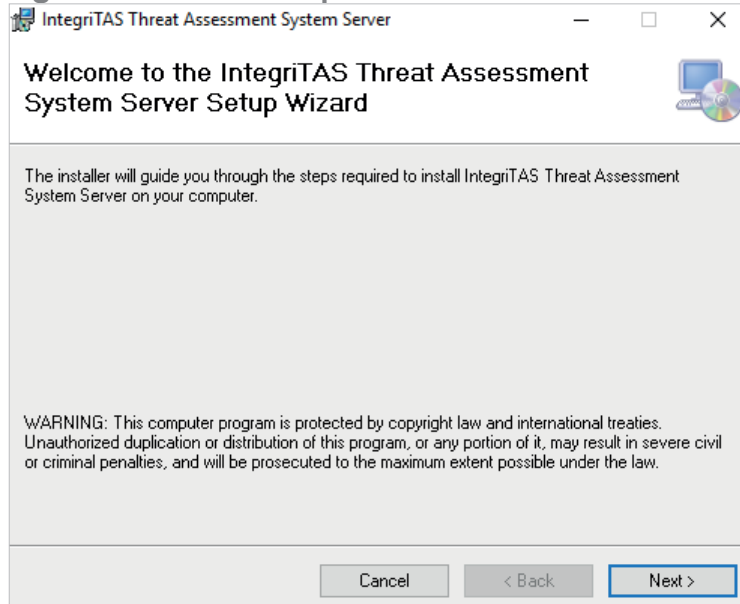 IntegriTAS Threat Assessment System Server
Welcome to the IntegriTAS Threat Assessment
System Server Setup Wizard
The installer will guide you through the steps required to install IntegriTAS Threat Assessment
System Server on your computer.
WARNING: This computer program is protected by copyright law and international treaties.
Unauthorized duplication or distribution of this program, or any portion of it, may result in severe civil
or criminal penalties, and will be prosecuted to the maximum extent possible under the law.
Cancel
< Back
Next >